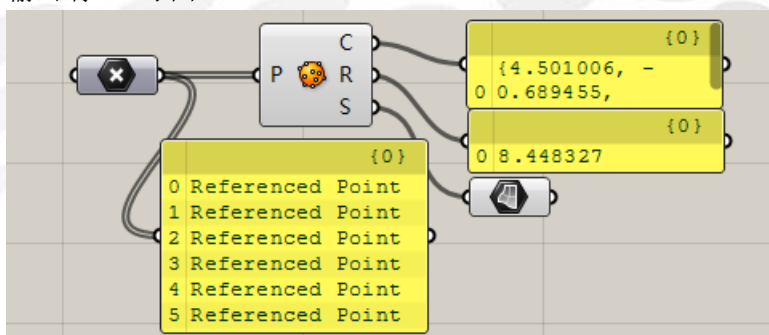 C
P R
S
{0}
{4.501006, -
0 0.689455,
{0}
0 8.448327
{0}
0 Referenced Point
1 Referenced Point
2 Referenced Point
3 Referenced Point
4 Referenced Point
5 Referenced Point